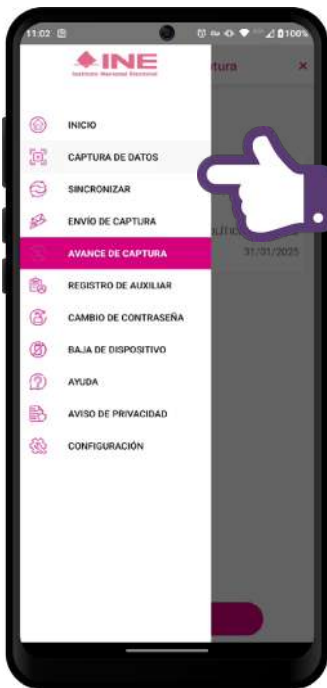 11:02
100%
INE
Instituto Nacional Electoral
tura
×
INICIO
CAPTURA DE DATOS
SINCRONIZAR
ENVÍO DE CAPTURA
AVANCE DE CAPTURA
31/01/2025
REGISTRO DE AUXILIAR
CAMBIO DE CONTRASEÑA
BAJA DE DISPOSITIVO
AYUDA
AVISO DE PRIVACIDAD
CONFIGURACIÓN